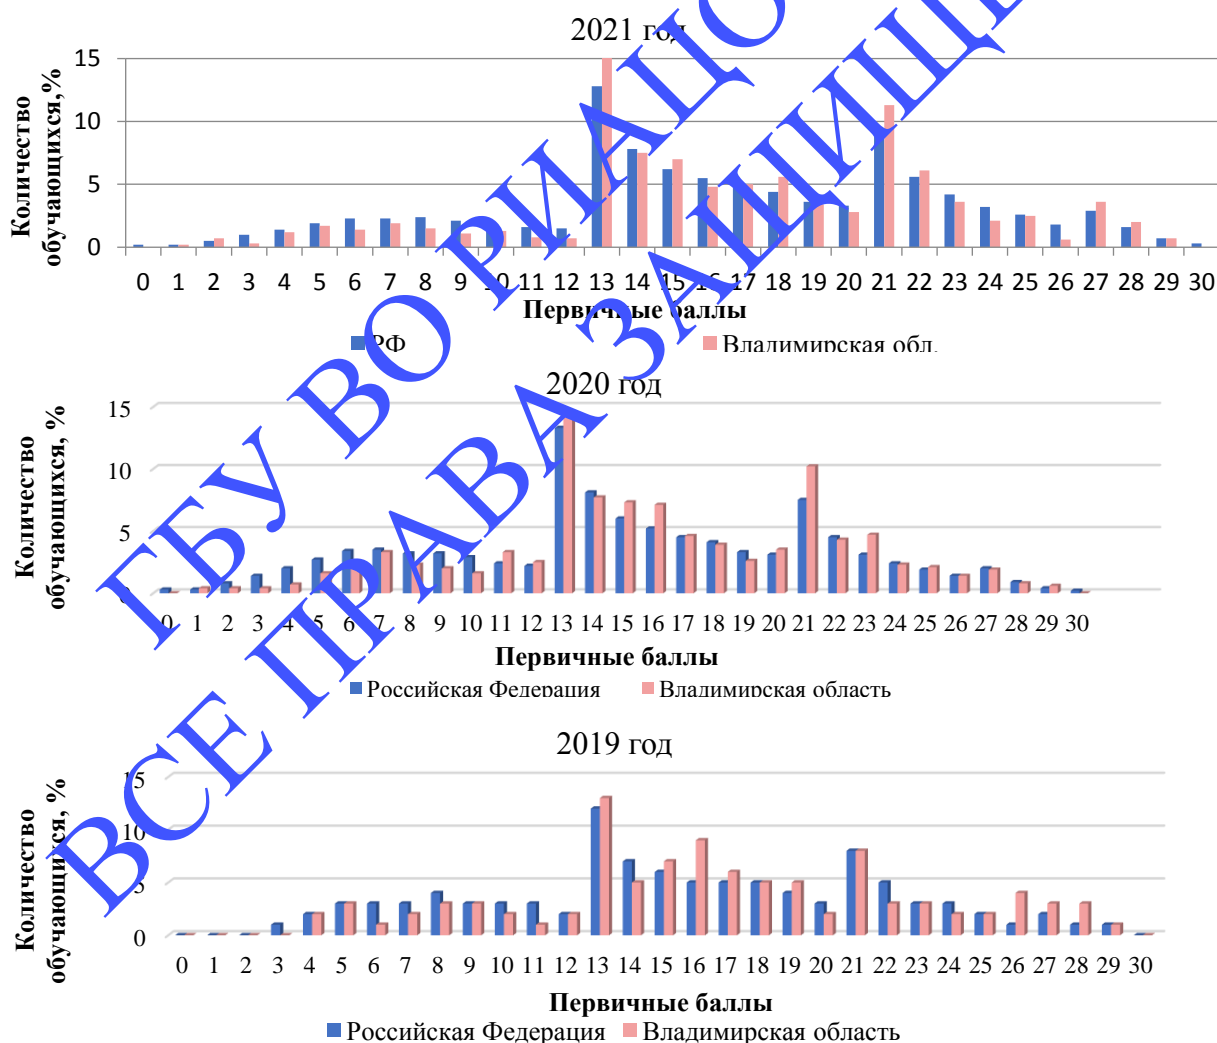 2021 год
Количество
обучающихся,%
15
10
5
0
0 1 2 3 4 5 6 7 8 9 10 11 12 13 14 15 16 17 18 19 20 21 22 23 24 25 26 27 28 29 30
Первичные баллы
РФ Владимирская обл.
2020 год
Количество
обучающихся, %
15
10
5
0
0 1 2 3 4 5 6 7 8 9 10 11 12 13 14 15 16 17 18 19 20 21 22 23 24 25 26 27 28 29 30
Первичные баллы
Российская Федерация Владимирская область
2019 год
Количество
обучающихся, %
15
10
5
0
0 1 2 3 4 5 6 7 8 9 10 11 12 13 14 15 16 17 18 19 20 21 22 23 24 25 26 27 28 29 30
Первичные баллы
Российская Федерация Владимирская область
ГБУ ВО РИАЦО
ВСЕ ПРАВА ЗАЩИЩЕ